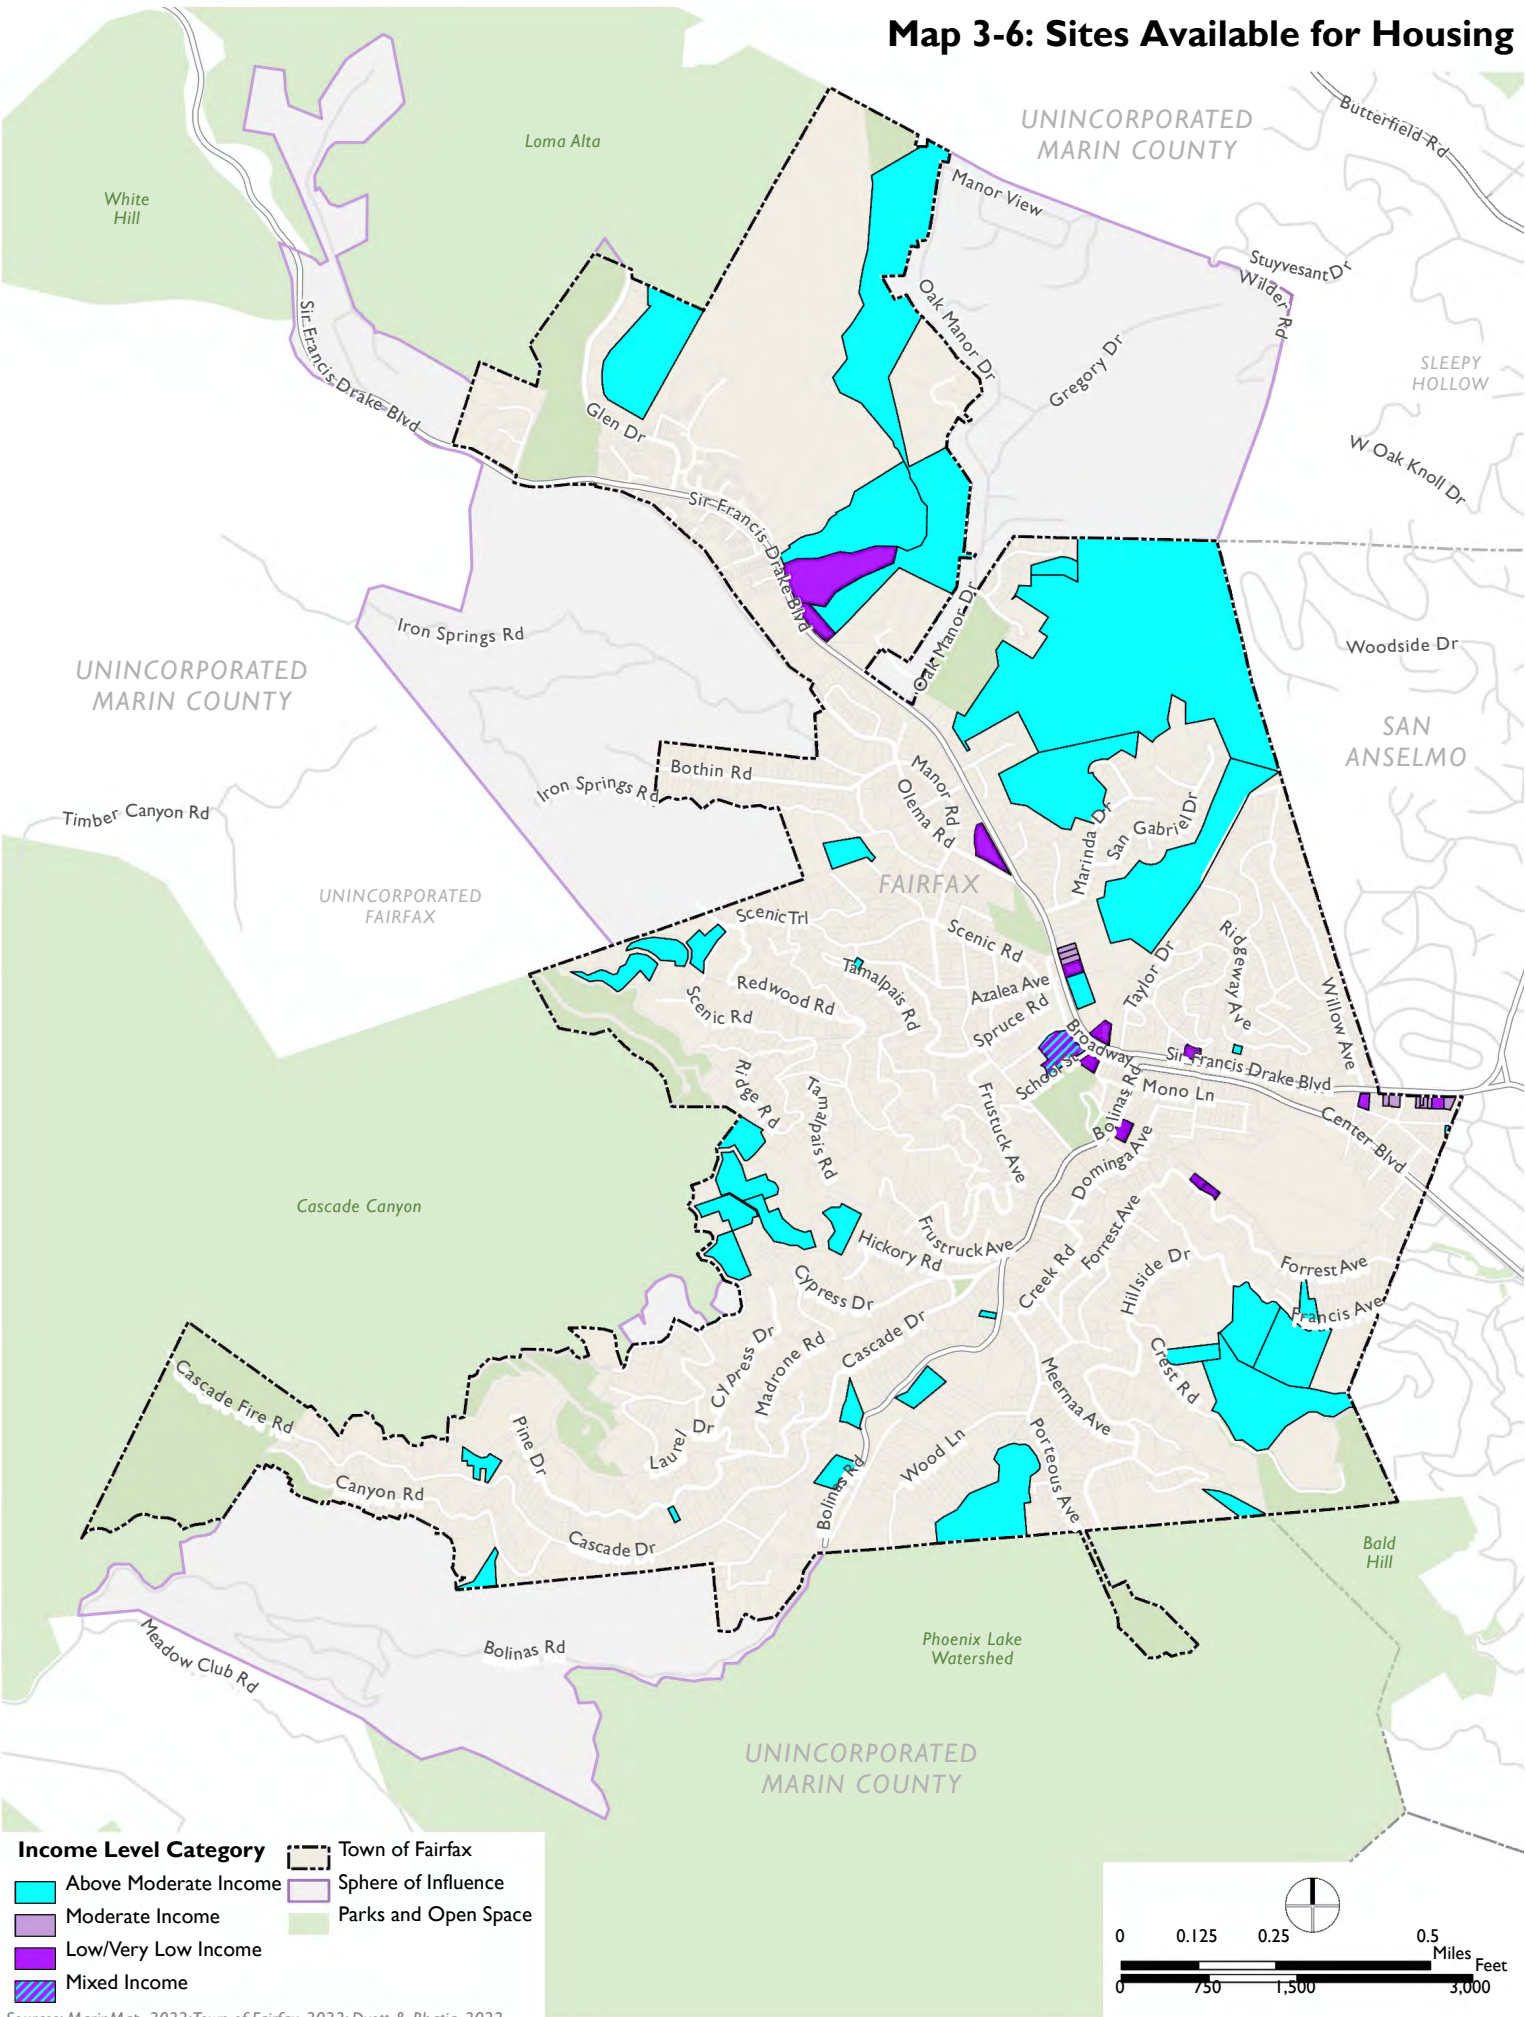 Map 3-6: Sites Available for Housing
UNINCORPORATED
MARIN COUNTY
Butterfield Rd
Loma Alta
White
Hill
Manor View
Stuyvesant Dr
Wilder Rd
Sir Francis Drake Blvd
Oak Manor Dr
Gregory Dr
SLEEPY
HOLLOW
Glen Dr
W Oak Knoll Dr
Sir Francis Drake Blvd
Iron Springs Rd
Oak Manor Dr
Woodside Dr
UNINCORPORATED
MARIN COUNTY
SAN
ANSELMO
Bothin Rd
Iron Springs Rd
Manor Rd
Olema Rd
Timber Canyon Rd
Marinda Dr
San Gabriel Dr
UNINCORPORATED
FAIRFAX
FAIRFAX
Scenic Trl
Scenic Rd
Ridgeway Ave
Tamalpais Rd
Redwood Rd
Azalea Ave
Taylor Dr
Scenic Rd
Spruce Rd
Willow Ave
Broadway
School St
Sir Francis Drake Blvd
Ridge Rd
Tamalpais Rd
Frustuck Ave
Bolinas Rd
Mono Ln
Center Blvd
Dominga Ave
Cascade Canyon
Frustruck Ave
Hickory Rd
Forrest Ave
Creek Rd
Hillside Dr
Forrest Ave
Francis Ave
Cypress Dr
Cascade Dr
Cypress Dr
Madrone Rd
Crest Rd
Meernaa Ave
Cascade Fire Rd
Pine Dr
Laurel Dr
Wood Ln
Porteous Ave
Canyon Rd
Bolinas Rd
Cascade Dr
Bald
Hill
Meadow Club Rd
Bolinas Rd
Phoenix Lake
Watershed
UNINCORPORATED
MARIN COUNTY
Income Level Category
Above Moderate Income
Moderate Income
Low/Very Low Income
Mixed Income
Town of Fairfax
Sphere of Influence
Parks and Open Space
0 0.125 0.25 0.5
Miles
Feet
0 750 1,500 3,000